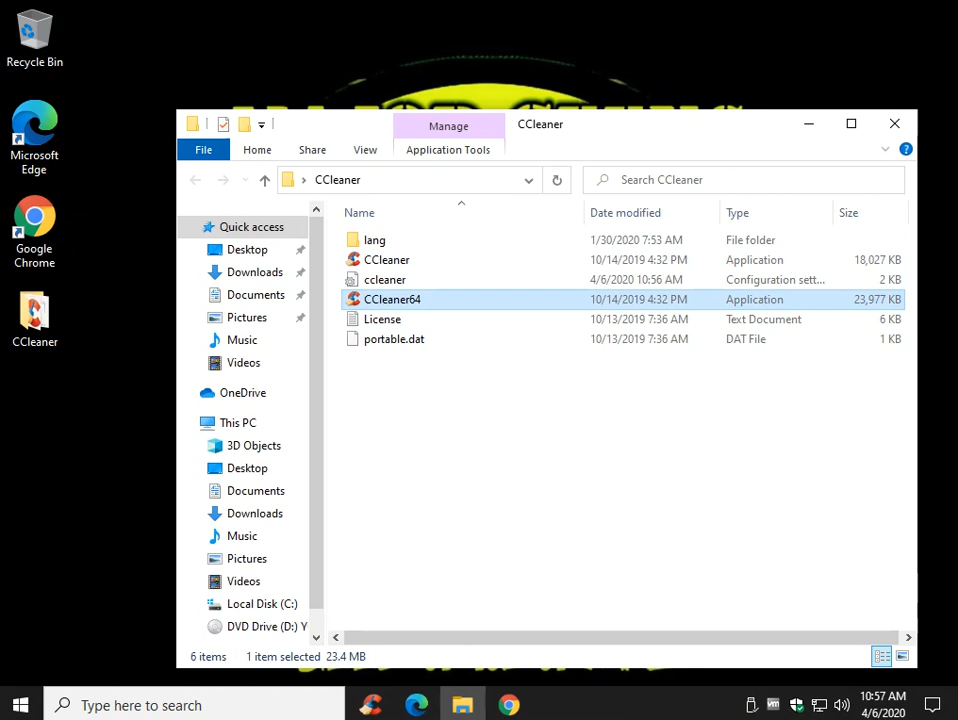 Recycle Bin
Microsoft
Edge
Google
Chrome
CCleaner
Manage
CCleaner
File
Home
Share
View
Application Tools
?
CCleaner
Search CCleaner
Name
Date modified
Type
Size
Quick access
Desktop
Downloads
Documents
Pictures
Music
Videos
OneDrive
This PC
3D Objects
Desktop
Documents
Downloads
Music
Pictures
Videos
Local Disk (C:)
DVD Drive (D:) Y
lang 1/30/2020 7:53 AM File folder
CCleaner 10/14/2019 4:32 PM Application 18,027 KB
ccleaner 4/6/2020 10:56 AM Configuration sett... 2 KB
CCleaner64 10/14/2019 4:32 PM Application 23,977 KB
License 10/13/2019 7:36 AM Text Document 6 KB
portable.dat 10/13/2019 7:36 AM DAT File 1 KB
6 items 1 item selected 23.4 MB
Type here to search
vm
10:57 AM
4/6/2020